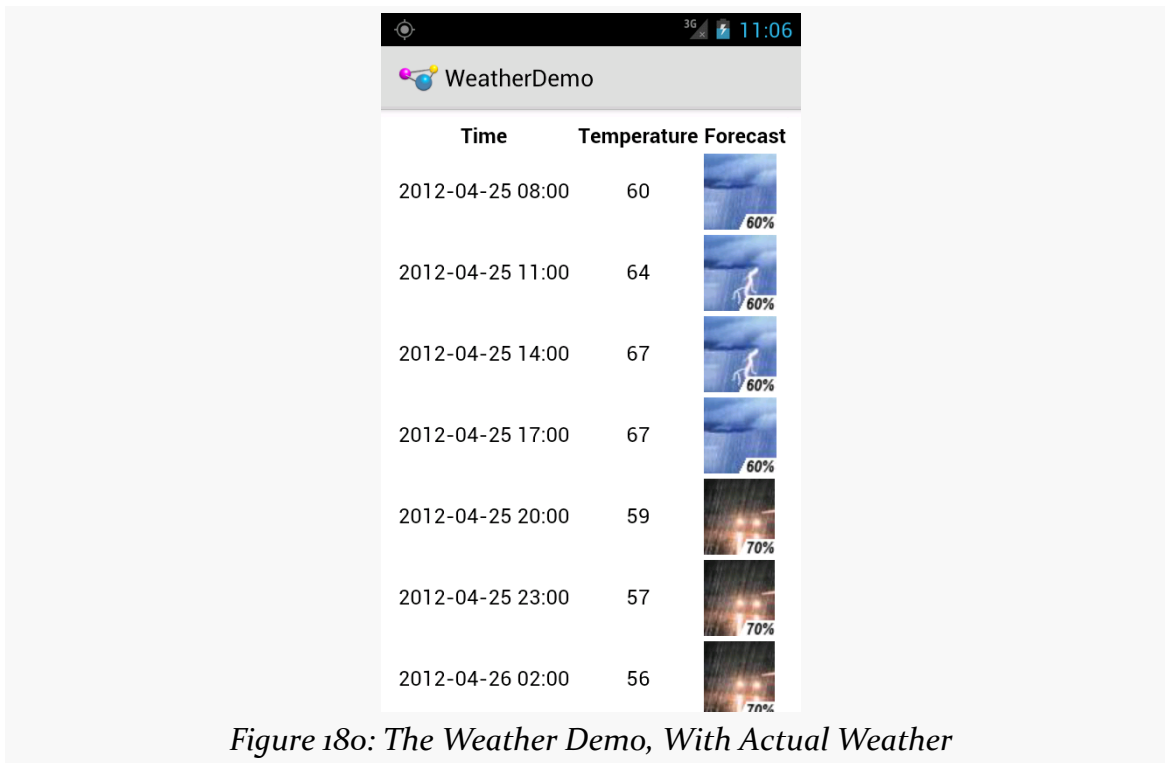 3G 11:06
WeatherDemo
Time Temperature Forecast
2012-04-25 08:00 60 60%
2012-04-25 11:00 64 60%
2012-04-25 14:00 67 60%
2012-04-25 17:00 67 60%
2012-04-25 20:00 59 70%
2012-04-25 23:00 57 70%
2012-04-26 02:00 56 70%
Figure 180: The Weather Demo, With Actual Weather